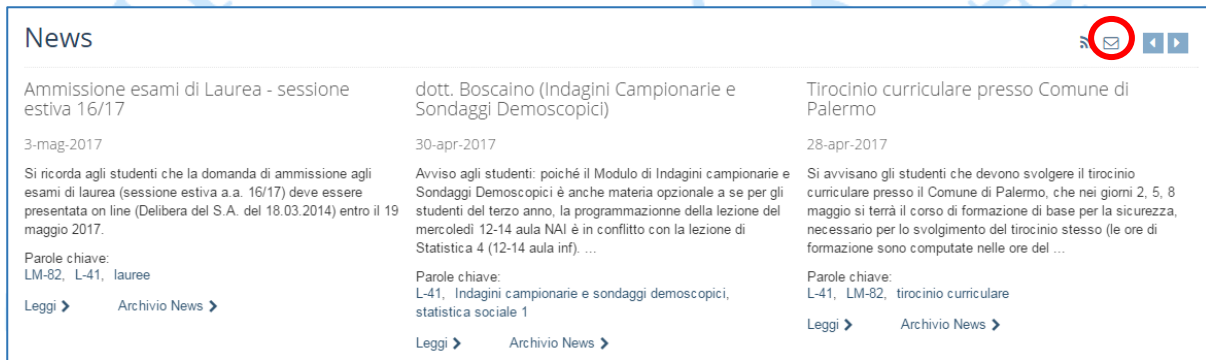 News
Ammissione esami di Laurea - sessione
estiva 16/17
3-mag-2017
Si ricorda agli studenti che la domanda di ammissione agli
esami di laurea (sessione estiva a.a. 16/17) deve essere
presentata on line (Delibera del S.A. del 18.03.2014) entro il 19
maggio 2017.
Parole chiave:
LM-82, L-41, lauree
Leggi Archivio News
dott. Boscaino (Indagini Campionarie e
Sondaggi Demoscopici)
30-apr-2017
Avviso agli studenti: poiché il Modulo di Indagini campionarie e
Sondaggi Demoscopici è anche materia opzionale a se per gli
studenti del terzo anno, la programmazionne della lezione del
mercoledì 12-14 aula NAI è in conflitto con la lezione di
Statistica 4 (12-14 aula inf). ...
Parole chiave:
L-41, Indagini campionarie e sondaggi demoscopici,
statistica sociale 1
Leggi Archivio News
Tirocinio curriculare presso Comune di
Palermo
28-apr-2017
Si avvisano gli studenti che devono svolgere il tirocinio
curriculare presso il Comune di Palermo, che nei giorni 2, 5, 8
maggio si terrà il corso di formazione di base per la sicurezza,
necessario per lo svolgimento del tirocinio stesso (le ore di
formazione sono computate nelle ore del ...
Parole chiave:
L-41, LM-82, tirocinio curriculare
Leggi Archivio News